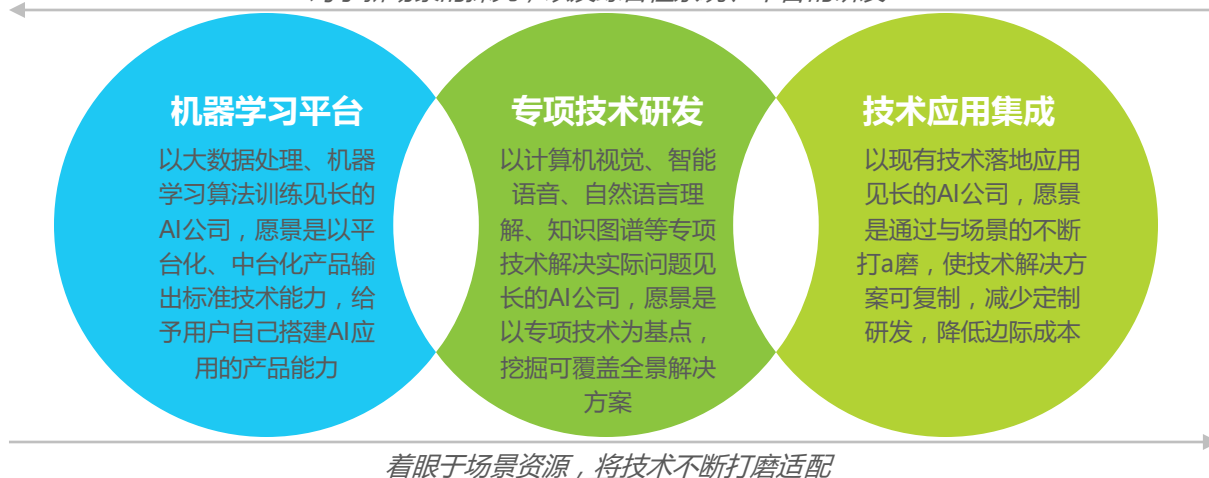 机器学习平台
以大数据处理、机器
学习算法训练见长的
AI公司，愿景是以平
台化、中台化产品输
出标准技术能力，给
予用户自己搭建AI应
用的产品能力
专项技术研发
以计算机视觉、智能
语音、自然语言理
解、知识图谱等专项
技术解决实际问题见
长的AI公司，愿景是
以专项技术为基点，
挖掘可覆盖全景解决
方案
技术应用集成
以现有技术落地应用
见长的AI公司，愿景
是通过与场景的不断
打a磨，使技术解决方
案可复制，减少定制
研发，降低边际成本
着眼于场景资源，将技术不断打磨适配